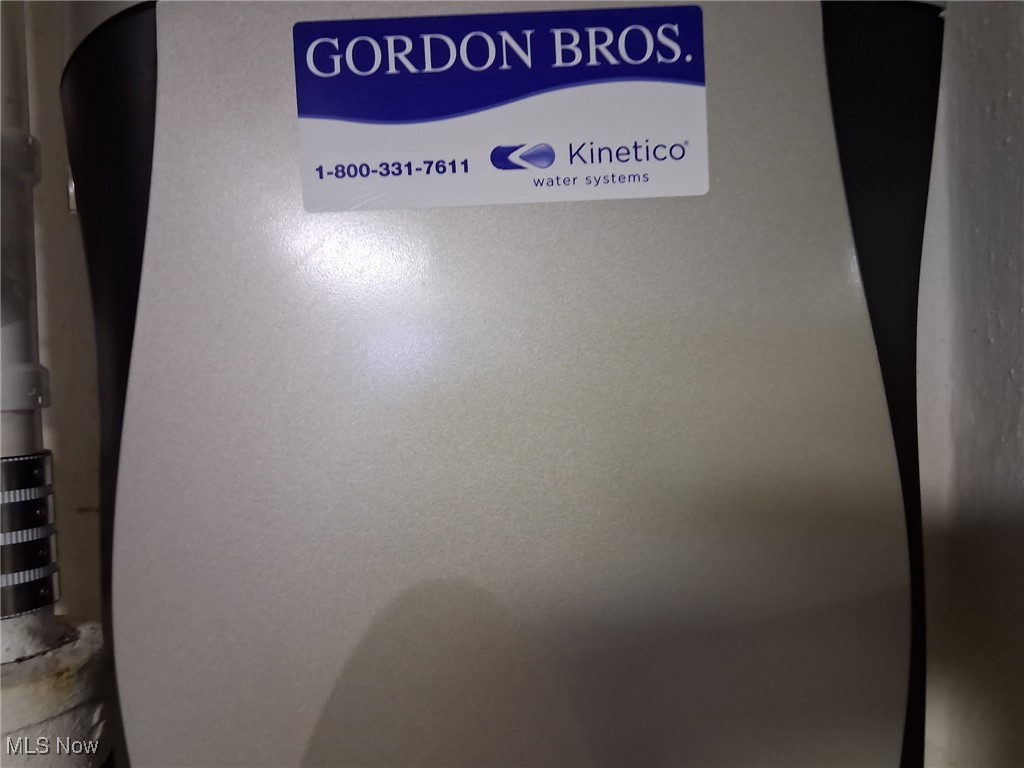 GORDON BROS.
1-800-331-7611
Kinetico®
water systems
MLS Now